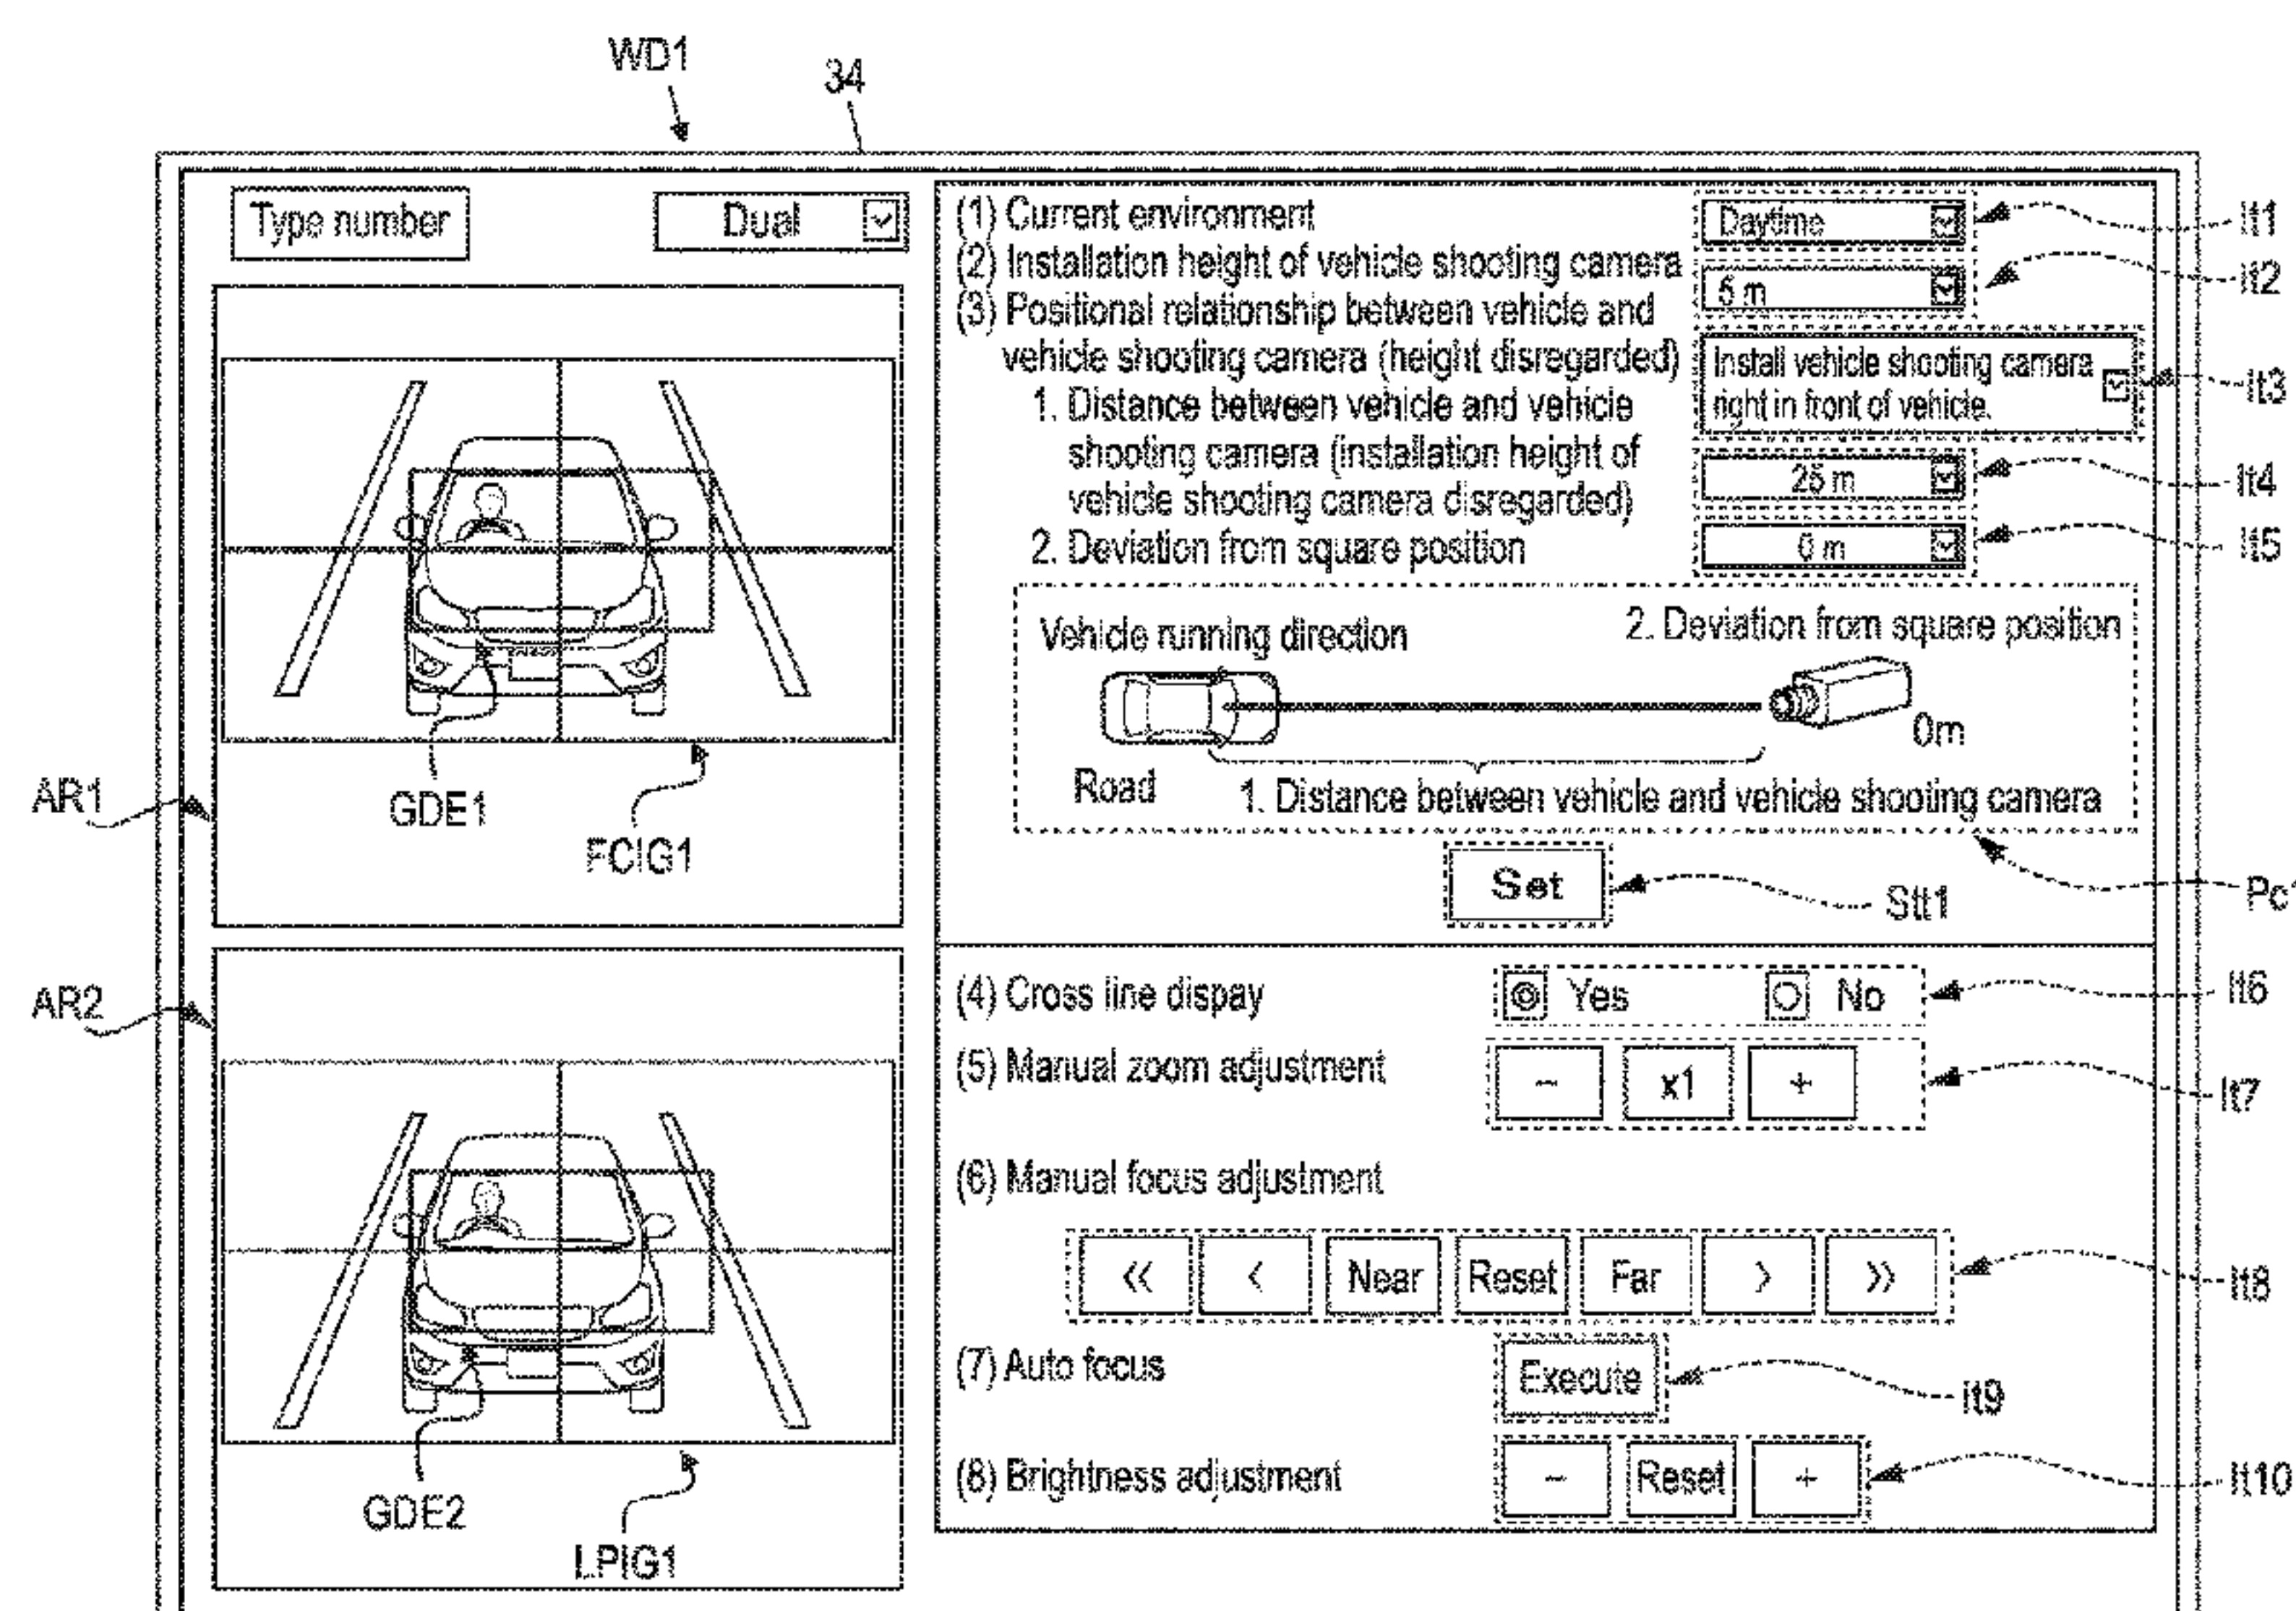 WD1
34
Type number
Dual
AR1
GDE1
FCIG1
AR2
GDE2
LPIG1
(1) Current environment
Daytime
It1
(2) Installation height of vehicle shooting camera
5 m
It2
(3) Positional relationship between vehicle and
vehicle shooting camera (height disregarded)
Install vehicle shooting camera
right in front of vehicle.
It3
1. Distance between vehicle and vehicle
shooting camera (installation height of
vehicle shooting camera disregarded)
25 m
It4
2. Deviation from square position
0 m
It5
Vehicle running direction
2. Deviation from square position
0m
Road
1. Distance between vehicle and vehicle shooting camera
Set
Stt1
(4) Cross line dispay
Yes
No
It6
(5) Manual zoom adjustment
-
x1
+
It7
(6) Manual focus adjustment
<<
<
Near
Reset
Far
>
>>
It8
(7) Auto focus
Execute
It9
(8) Brightness adjustment
-
Reset
+
It10